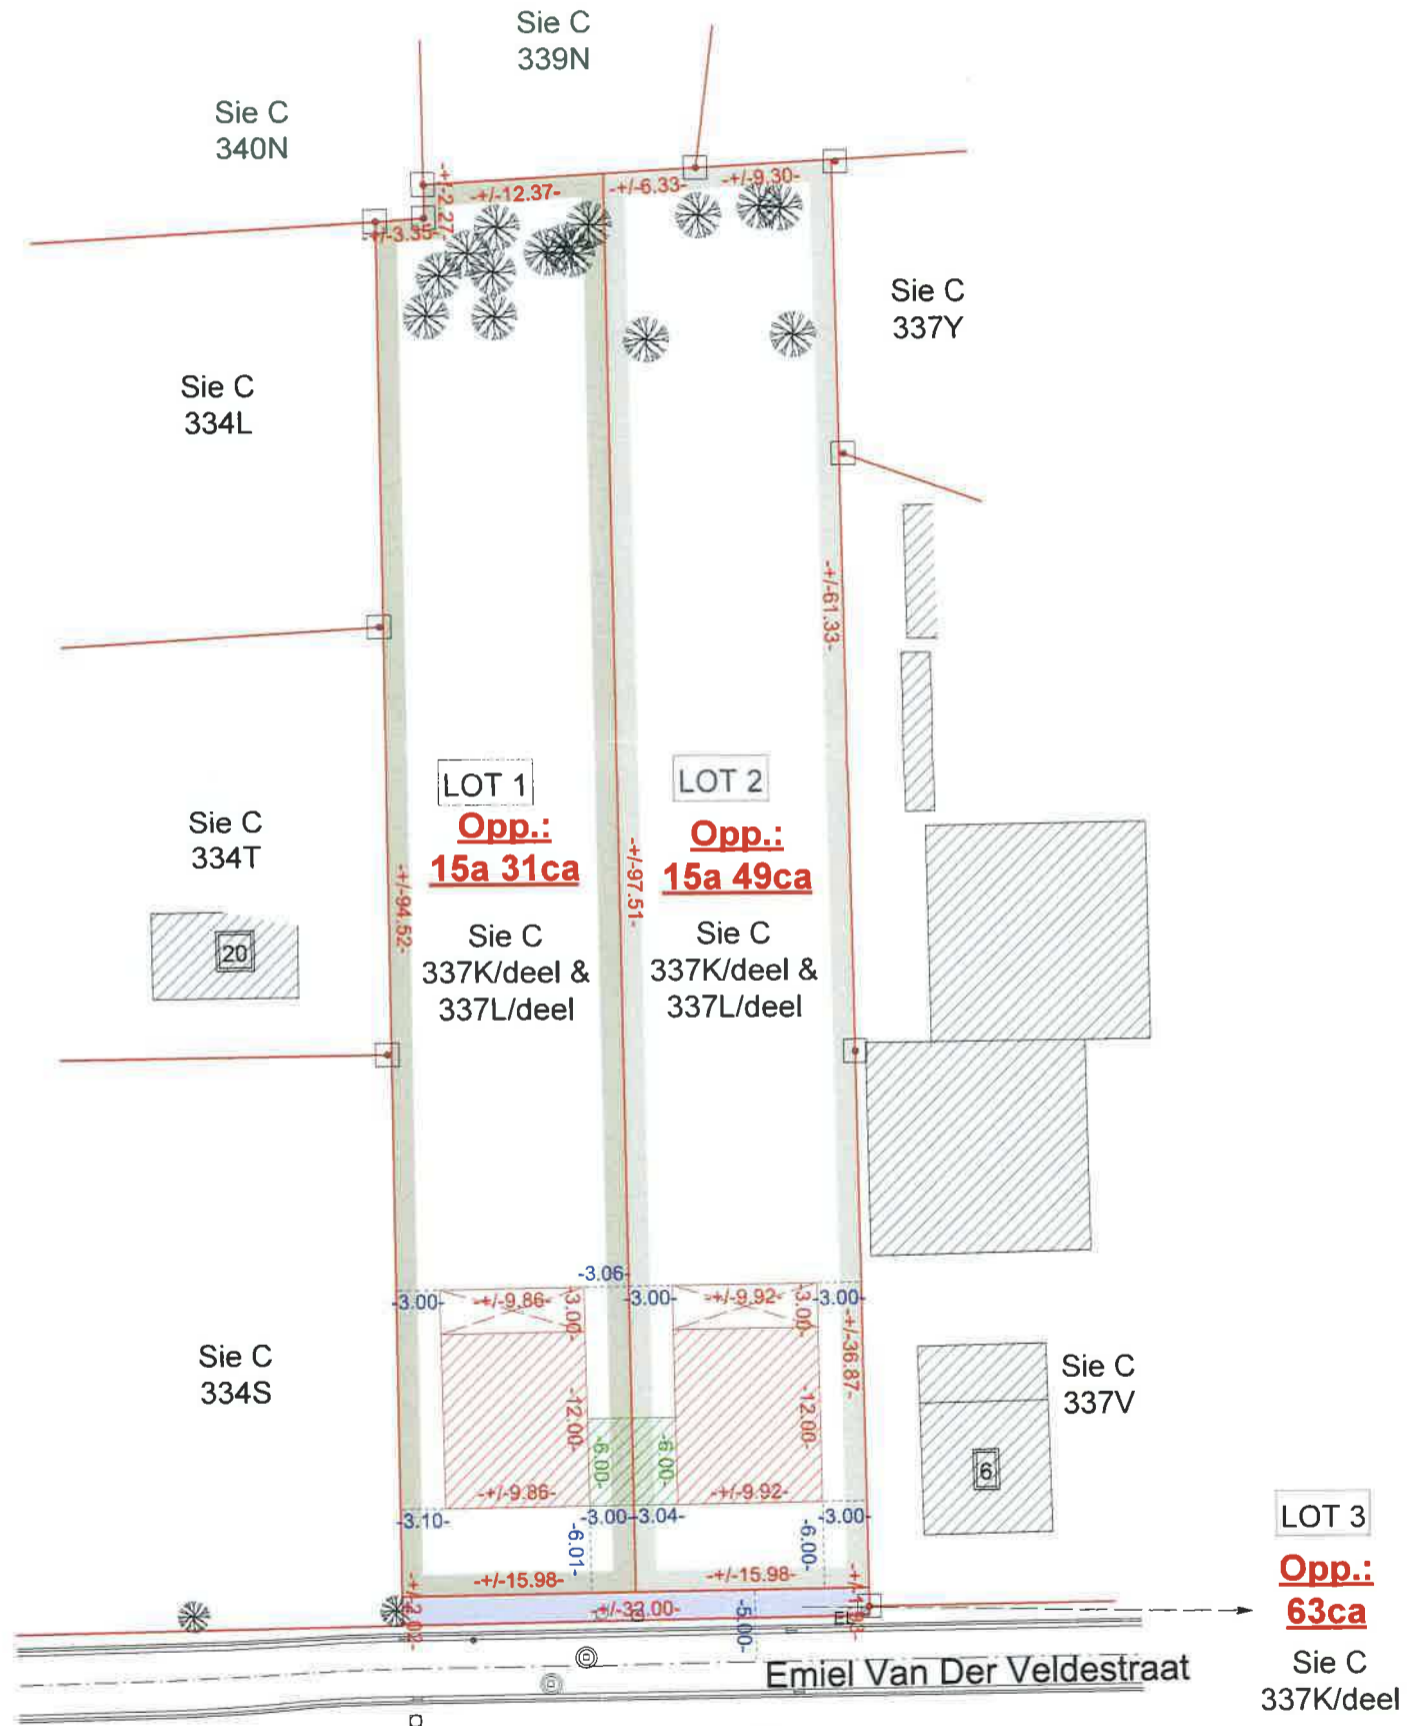 Sie C
339N
Sie C
340N
-+/-2.27-
-+/-12.37-
-+/-6.33-
-+/-9.30-
-+/-3.35-
Sie C
337Y
Sie C
334L
-+/-61.33-
LOT 1
Opp.:
15a 31ca
Sie C
337K/deel &
337L/deel
LOT 2
Opp.:
15a 49ca
Sie C
337K/deel &
337L/deel
Sie C
334T
20
-+/-94.52-
-+/-97.51-
-3.06-
-3.00-
-+/-9.86-
-3.00-
-3.00-
-+/-9.92-
-3.00-
-3.00-
-+/-36.87-
Sie C
334S
Sie C
337V
6
-12.00-
-6.00-
-6.00-
-12.00-
-+/-9.86-
-+/-9.92-
-3.10-
-6.01-
-3.00-
-3.04-
-6.00-
-3.00-
-+/-15.98-
-+/-15.98-
-+/-2.02-
-+/-32.00-
-5.00-
LOT 3
Opp.:
63ca
Sie C
337K/deel
Emiel Van Der Veldestraat